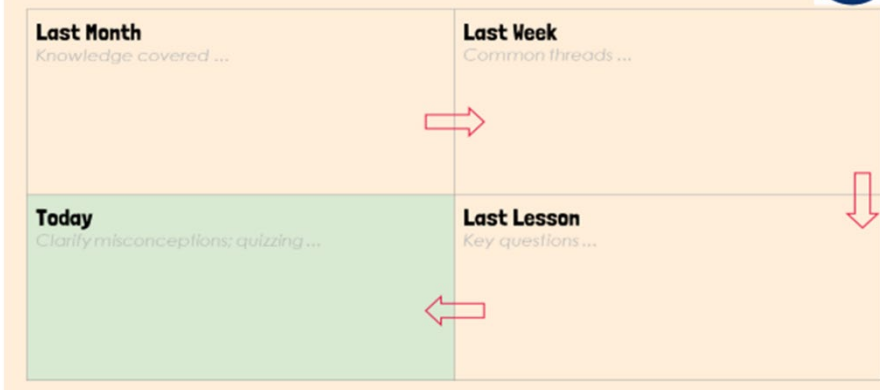 Last Month
Knowledge covered ...
Last Week
Common threads ...
Today
Clarify misconceptions; quizzing ...
Last Lesson
Key questions ...